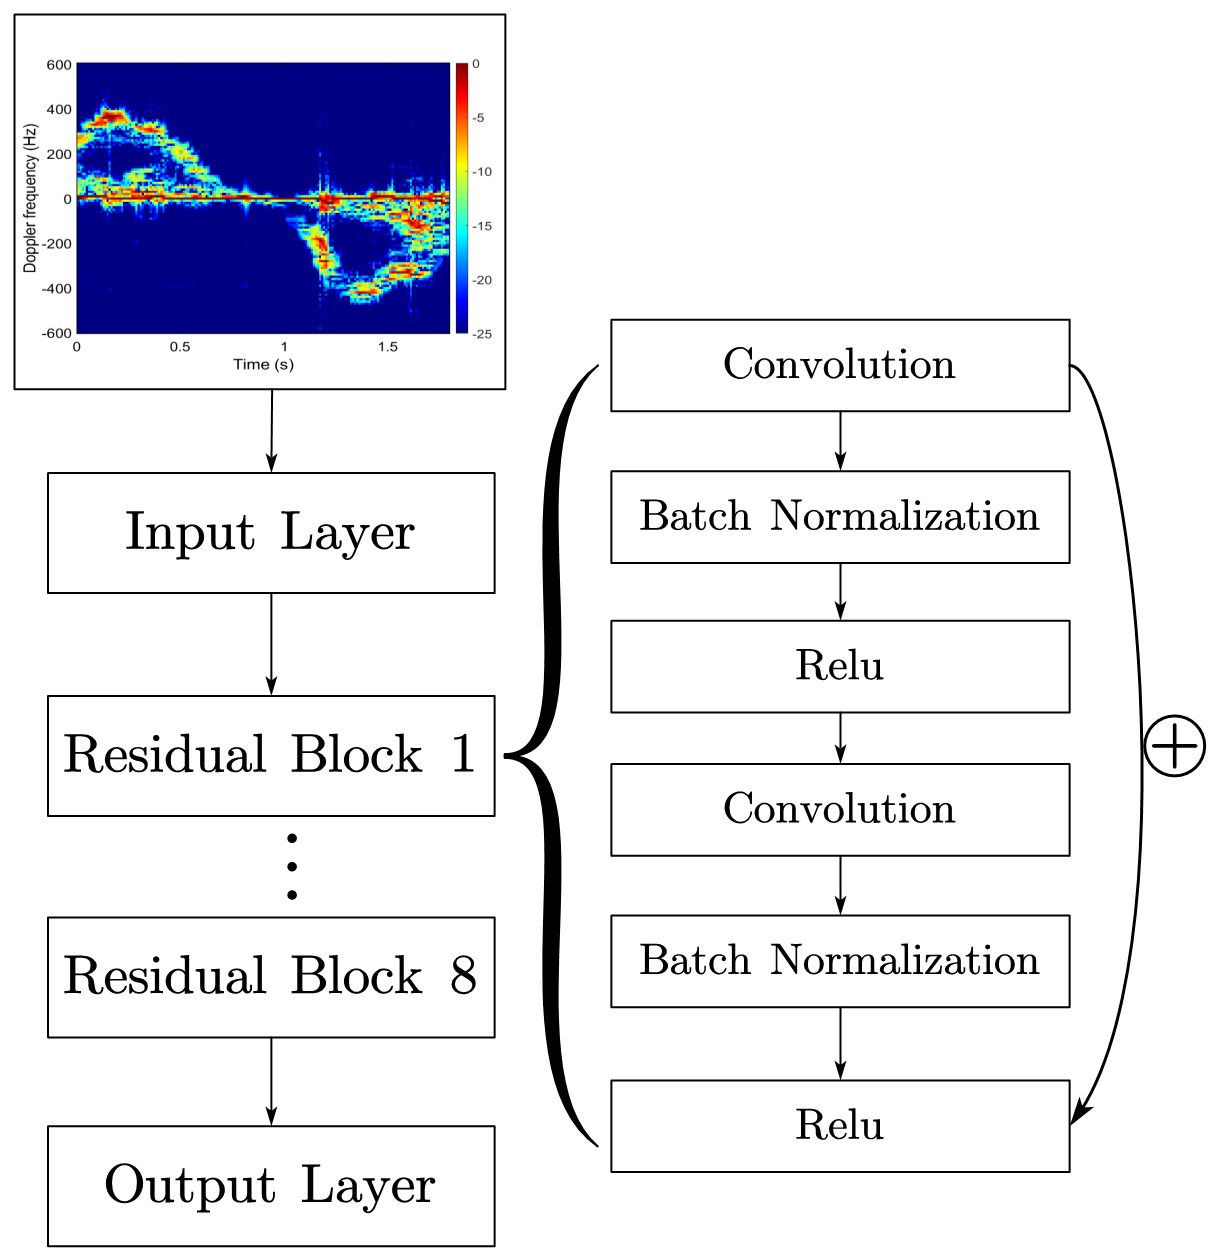 600
400
200
0
-200
-400
-600
Doppler frequency (Hz)
0 0.5 1 1.5
Time (s)
0
-5
-10
-15
-20
-25
Input Layer
Residual Block 1
Residual Block 8
Output Layer
Convolution
Batch Normalization
Relu
Convolution
Batch Normalization
Relu